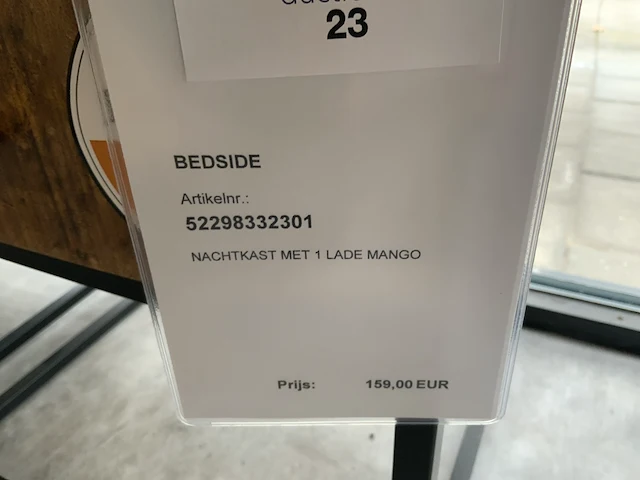 23
BEDSIDE
Artikelnr.:
52298332301
NACHTKAST MET 1 LADE MANGO
Prijs: 159,00 EUR